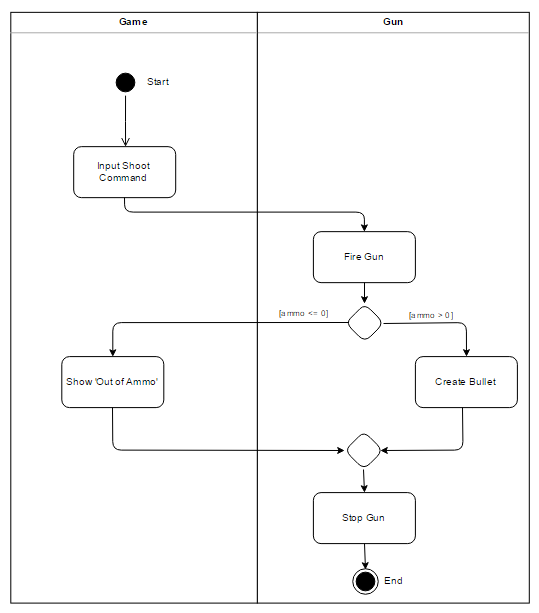 Game
Gun
Start
Input Shoot
Command
Fire Gun
[ammo <= 0]
[ammo > 0]
Show 'Out of Ammo'
Create Bullet
Stop Gun
End